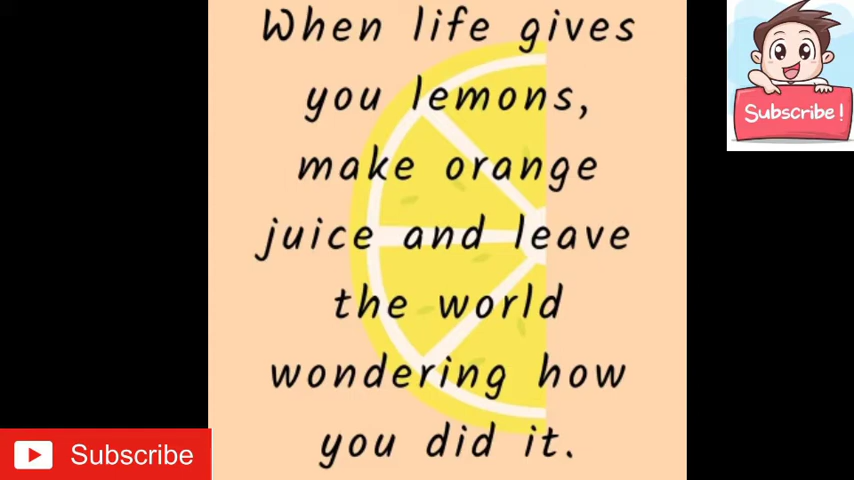 When life gives
you lemons,
make orange
juice and leave
the world
wondering how
you did it.
Subscribe!
Subscribe